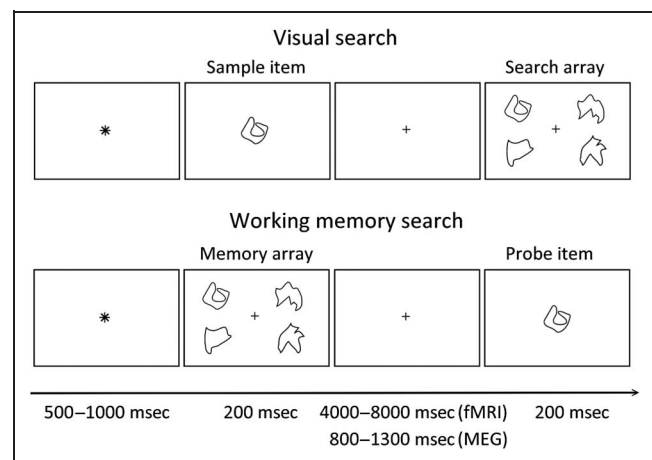 Visual search
Sample item Search array
Working memory search
Memory array Probe item
500–1000 msec 200 msec 4000–8000 msec (fMRI) 200 msec
800–1300 msec (MEG)